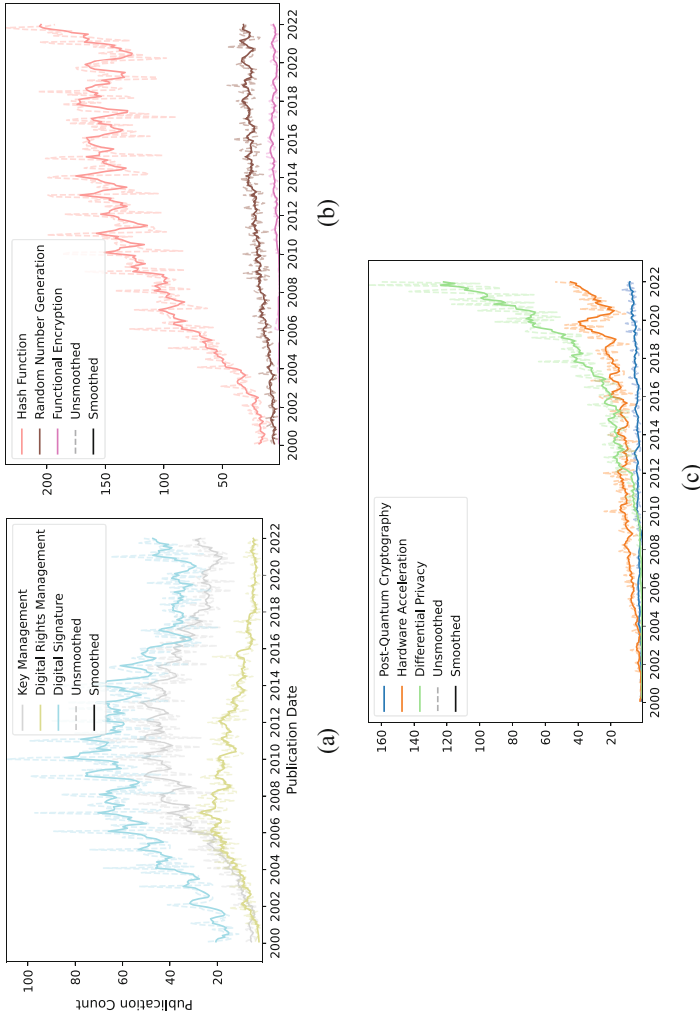 Key Management
Digital Rights Management
Digital Signature
Unsmoothed
Smoothed
100
80
60
40
20
Publication Count
2000 2002 2004 2006 2008 2010 2012 2014 2016 2018 2020 2022
Publication Date
(a)
Hash Function
Random Number Generation
Functional Encryption
Unsmoothed
Smoothed
200
150
100
50
2000 2002 2004 2006 2008 2010 2012 2014 2016 2018 2020 2022
(b)
Post-Quantum Cryptography
Hardware Acceleration
Differential Privacy
Unsmoothed
Smoothed
160
140
120
100
80
60
40
20
2000 2002 2004 2006 2008 2010 2012 2014 2016 2018 2020 2022
(c)